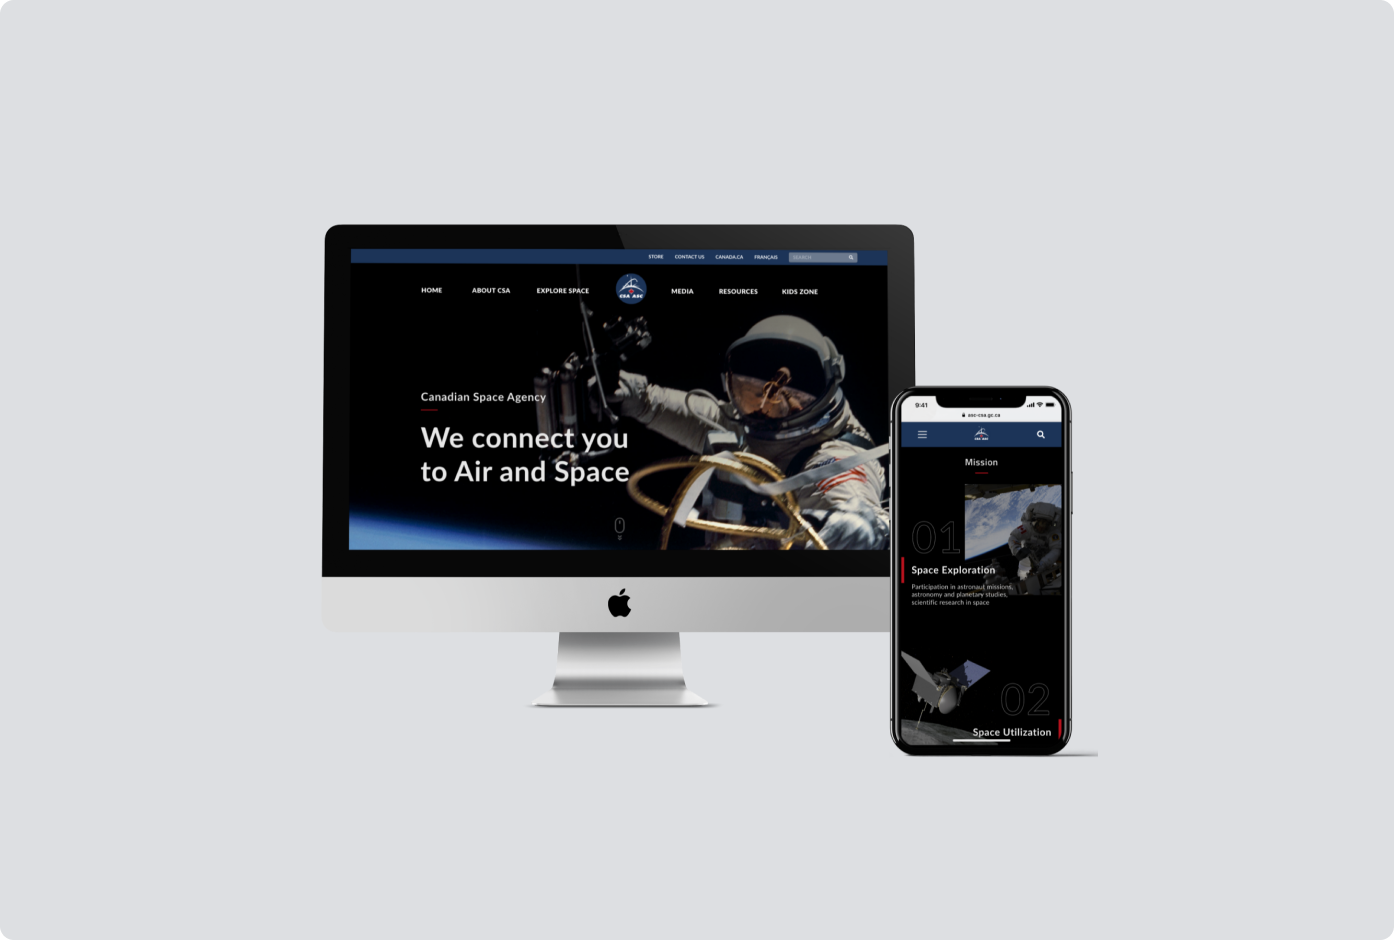 STORE CONTACT US CANADA.CA FRANÇAIS SEARCH
HOME ABOUT CSA EXPLORE SPACE CSA ASC MEDIA RESOURCES KIDS ZONE
Canadian Space Agency
We connect you
to Air and Space
9:41
asc-csa.gc.ca
CSA ASC
Mission
01
Space Exploration
Participation in astronaut missions,
astronomy and planetary studies,
scientific research in space
02
Space Utilization